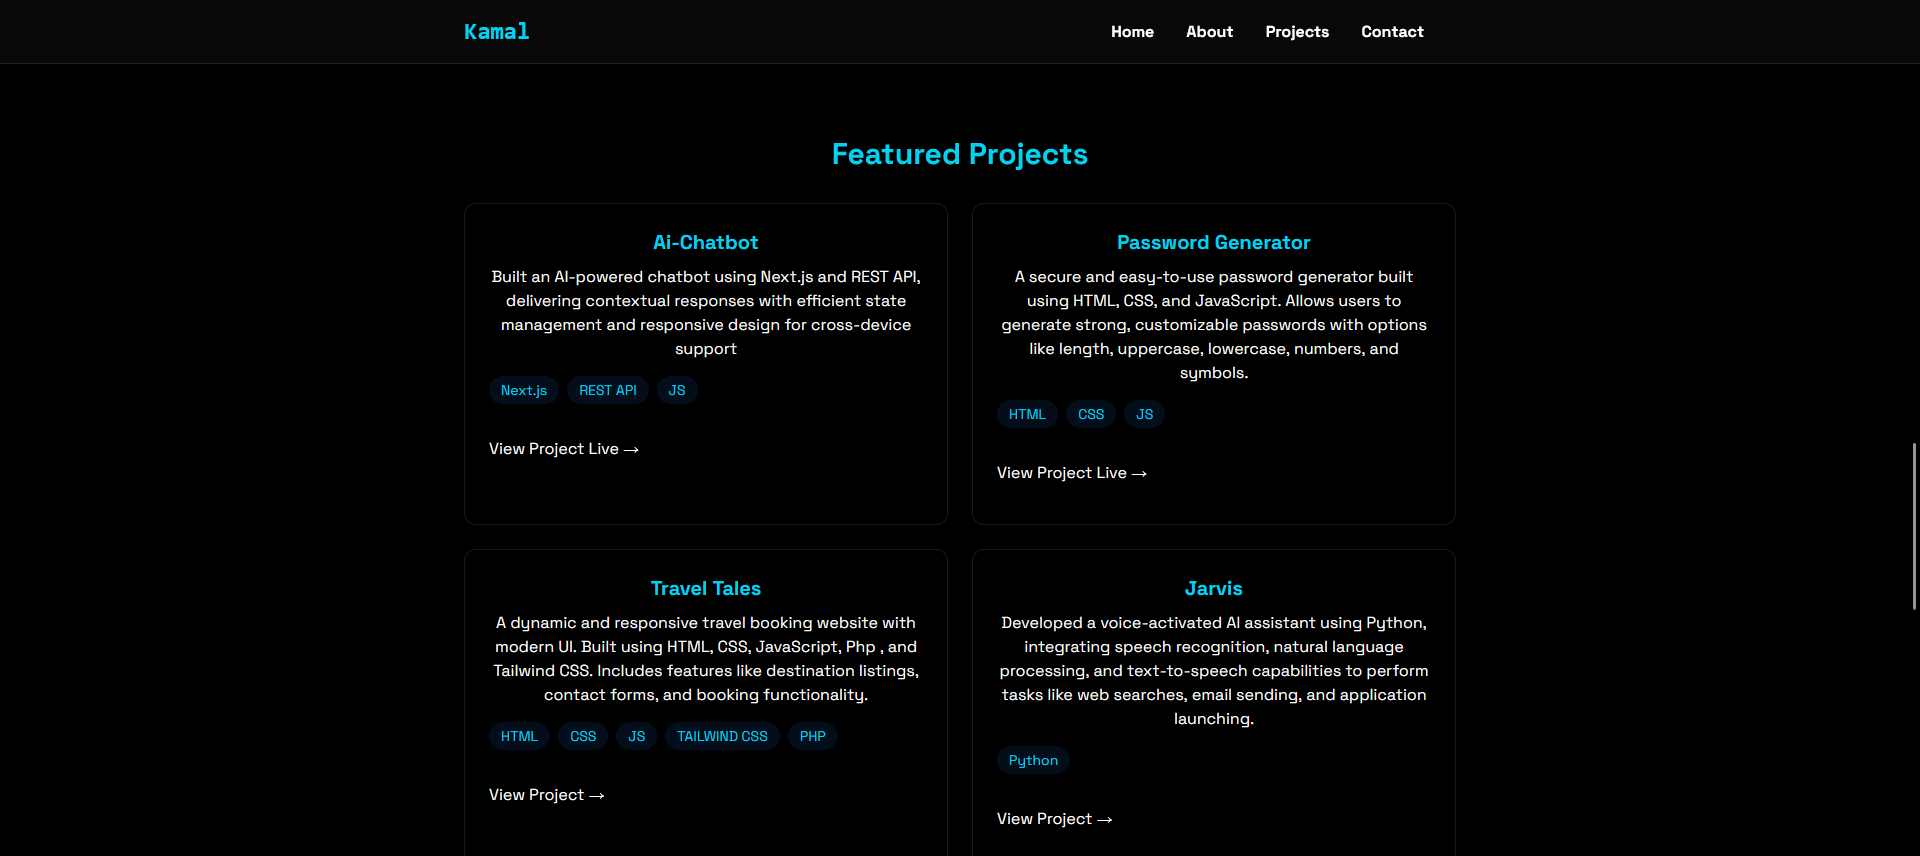 Kamal
Home About Projects Contact
Featured Projects
Ai-Chatbot
Built an AI-powered chatbot using Next.js and REST API,
delivering contextual responses with efficient state
management and responsive design for cross-device
support
Next.js REST API JS
View Project Live →
Password Generator
A secure and easy-to-use password generator built
using HTML, CSS, and JavaScript. Allows users to
generate strong, customizable passwords with options
like length, uppercase, lowercase, numbers, and
symbols.
HTML CSS JS
View Project Live →
Travel Tales
A dynamic and responsive travel booking website with
modern UI. Built using HTML, CSS, JavaScript, Php , and
Tailwind CSS. Includes features like destination listings,
contact forms, and booking functionality.
HTML CSS JS TAILWIND CSS PHP
View Project →
Jarvis
Developed a voice-activated AI assistant using Python,
integrating speech recognition, natural language
processing, and text-to-speech capabilities to perform
tasks like web searches, email sending, and application
launching.
Python
View Project →